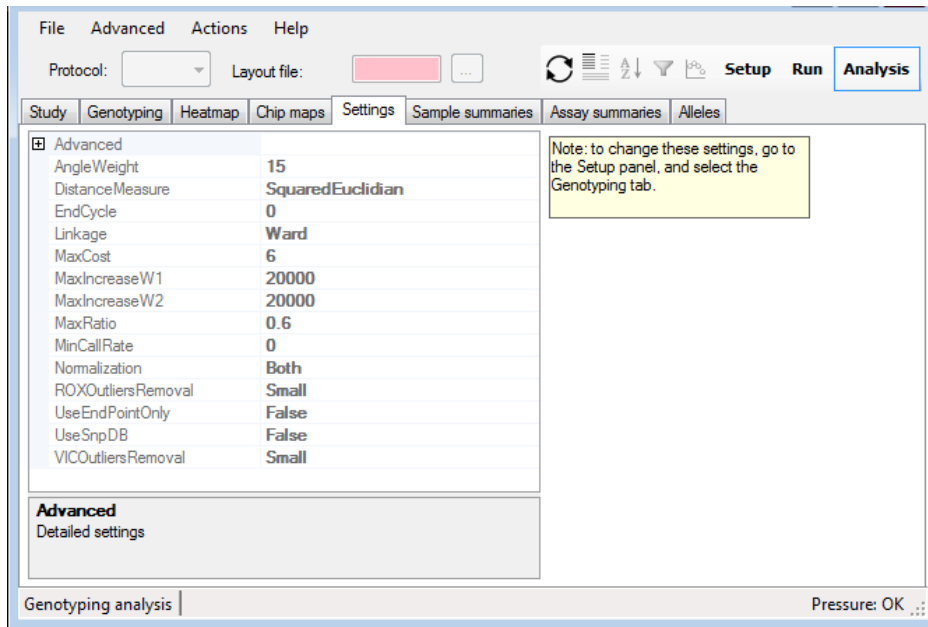 File Advanced Actions Help
Protocol: Layout file: ... Setup Run Analysis
Study Genotyping Heatmap Chip maps Settings Sample summaries Assay summaries Alleles
Advanced
AngleWeight 15
DistanceMeasure SquaredEuclidian
EndCycle 0
Linkage Ward
MaxCost 6
MaxIncreaseW1 20000
MaxIncreaseW2 20000
MaxRatio 0.6
MinCallRate 0
Normalization Both
ROXOutliersRemoval Small
UseEndPointOnly False
UseSnpDB False
VICOutliersRemoval Small
Note: to change these settings, go to
the Setup panel, and select the
Genotyping tab.
Advanced
Detailed settings
Genotyping analysis Pressure: OK